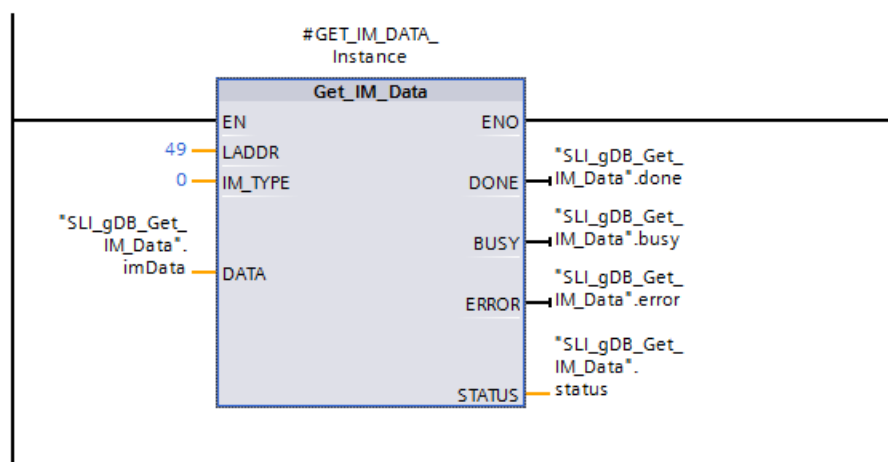 #GET_IM_DATA_
Instance
Get_IM_Data
EN
ENO
49
LADDR
0
IM_TYPE
"SLI_gDB_Get_
IM_Data".
imData
DATA
DONE
"SLI_gDB_Get_
IM_Data".done
BUSY
"SLI_gDB_Get_
IM_Data".busy
ERROR
"SLI_gDB_Get_
IM_Data".error
STATUS
"SLI_gDB_Get_
IM_Data".
status